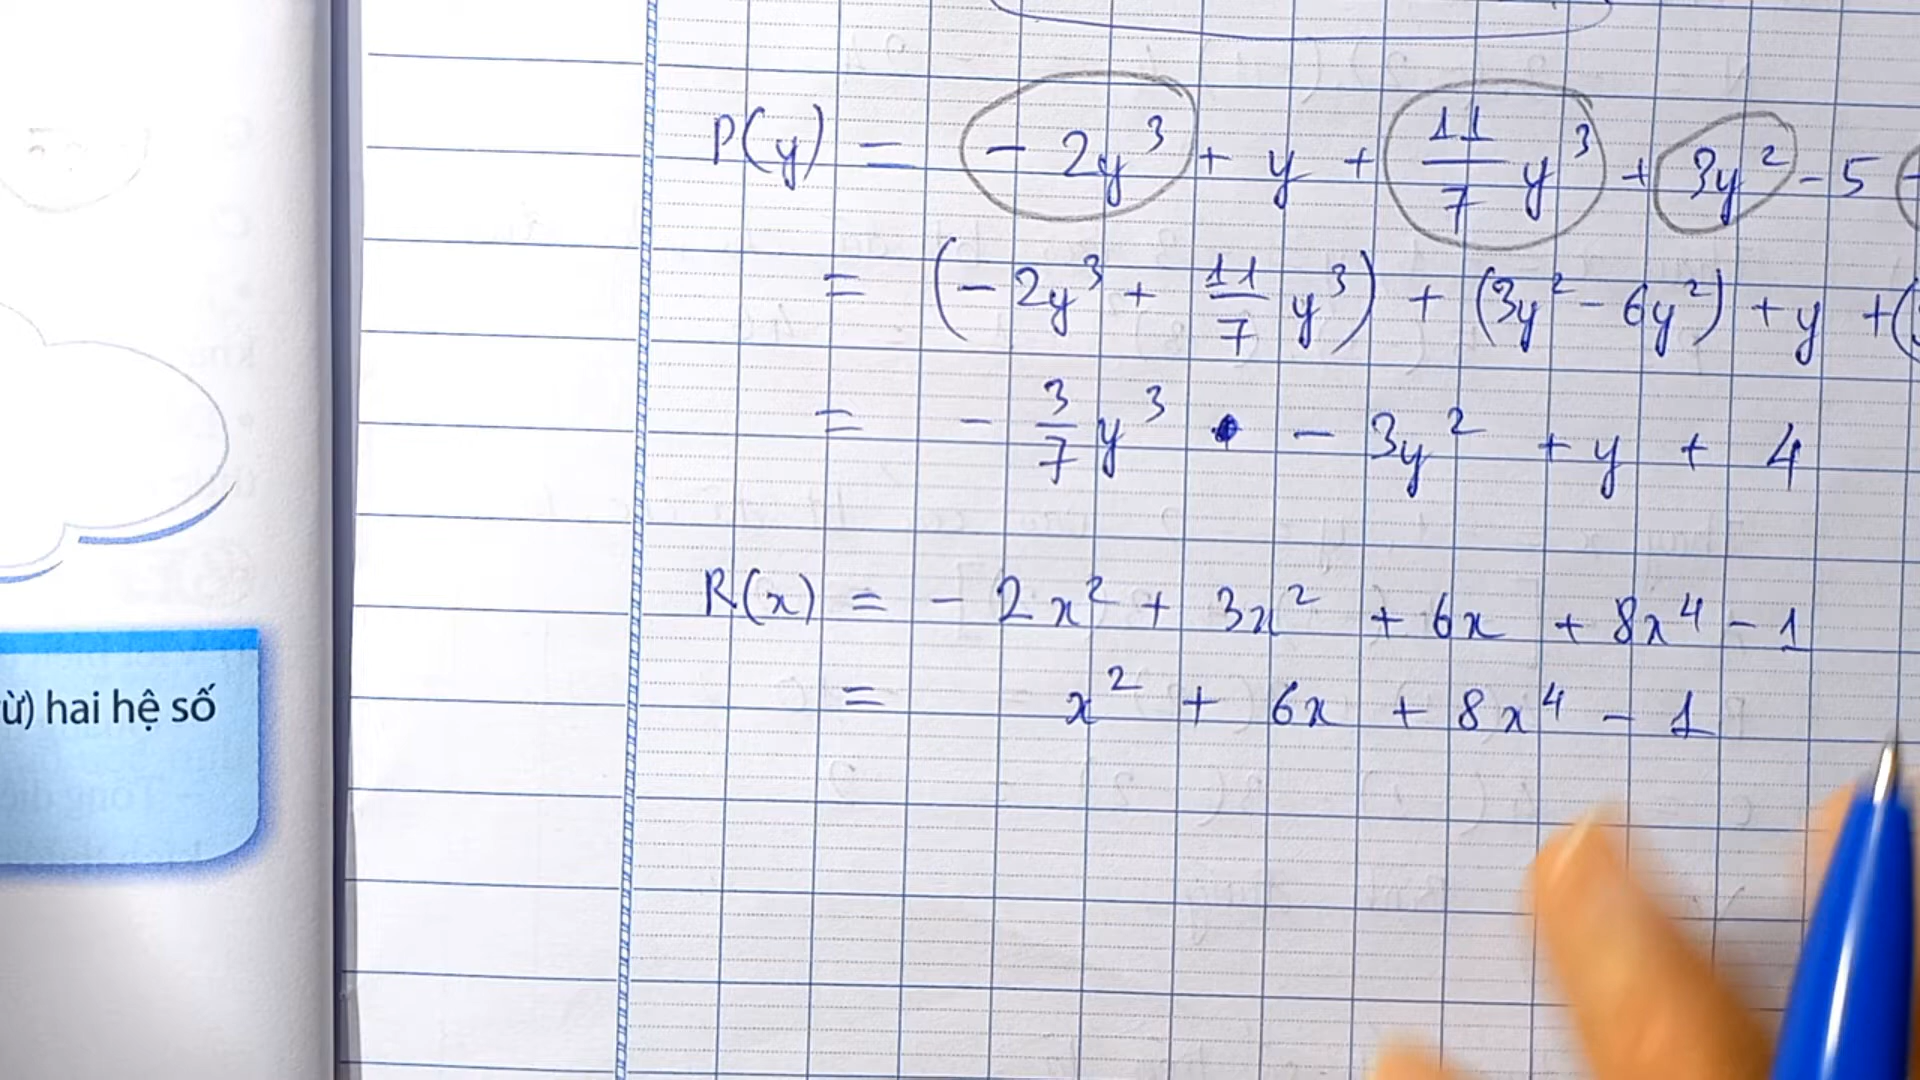 P(y) = - 2y³ + y + 11/7 y³ + 3y² - 5
= (- 2y³ + 11/7 y³) + (3y² - 6y²) + y + (
= - 3/7 y³ - 3y² + y + 4
R(x) = - 2x² + 3x² + 6x + 8x⁴ - 1
= x² + 6x + 8x⁴ - 1
ừ) hai hệ số